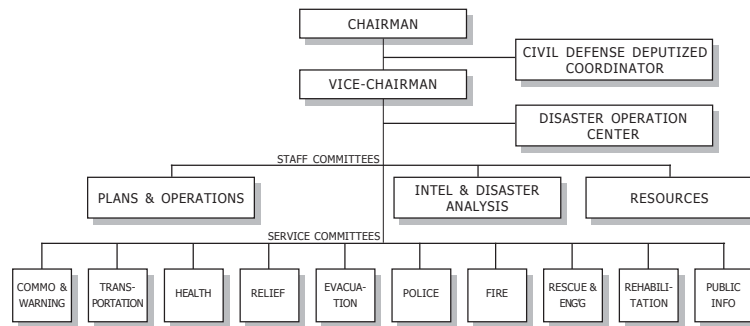 CHAIRMAN
CIVIL DEFENSE DEPUTIZED
COORDINATOR
VICE-CHAIRMAN
DISASTER OPERATION
CENTER
STAFF COMMITTEES
PLANS & OPERATIONS
INTEL & DISASTER
ANALYSIS
RESOURCES
SERVICE COMMITTEES
COMMO &
WARNING
TRANS-
PORTATION
HEALTH
RELIEF
EVACUA-
TION
POLICE
FIRE
RESCUE &
ENG'G
REHABILI-
TATION
PUBLIC
INFO